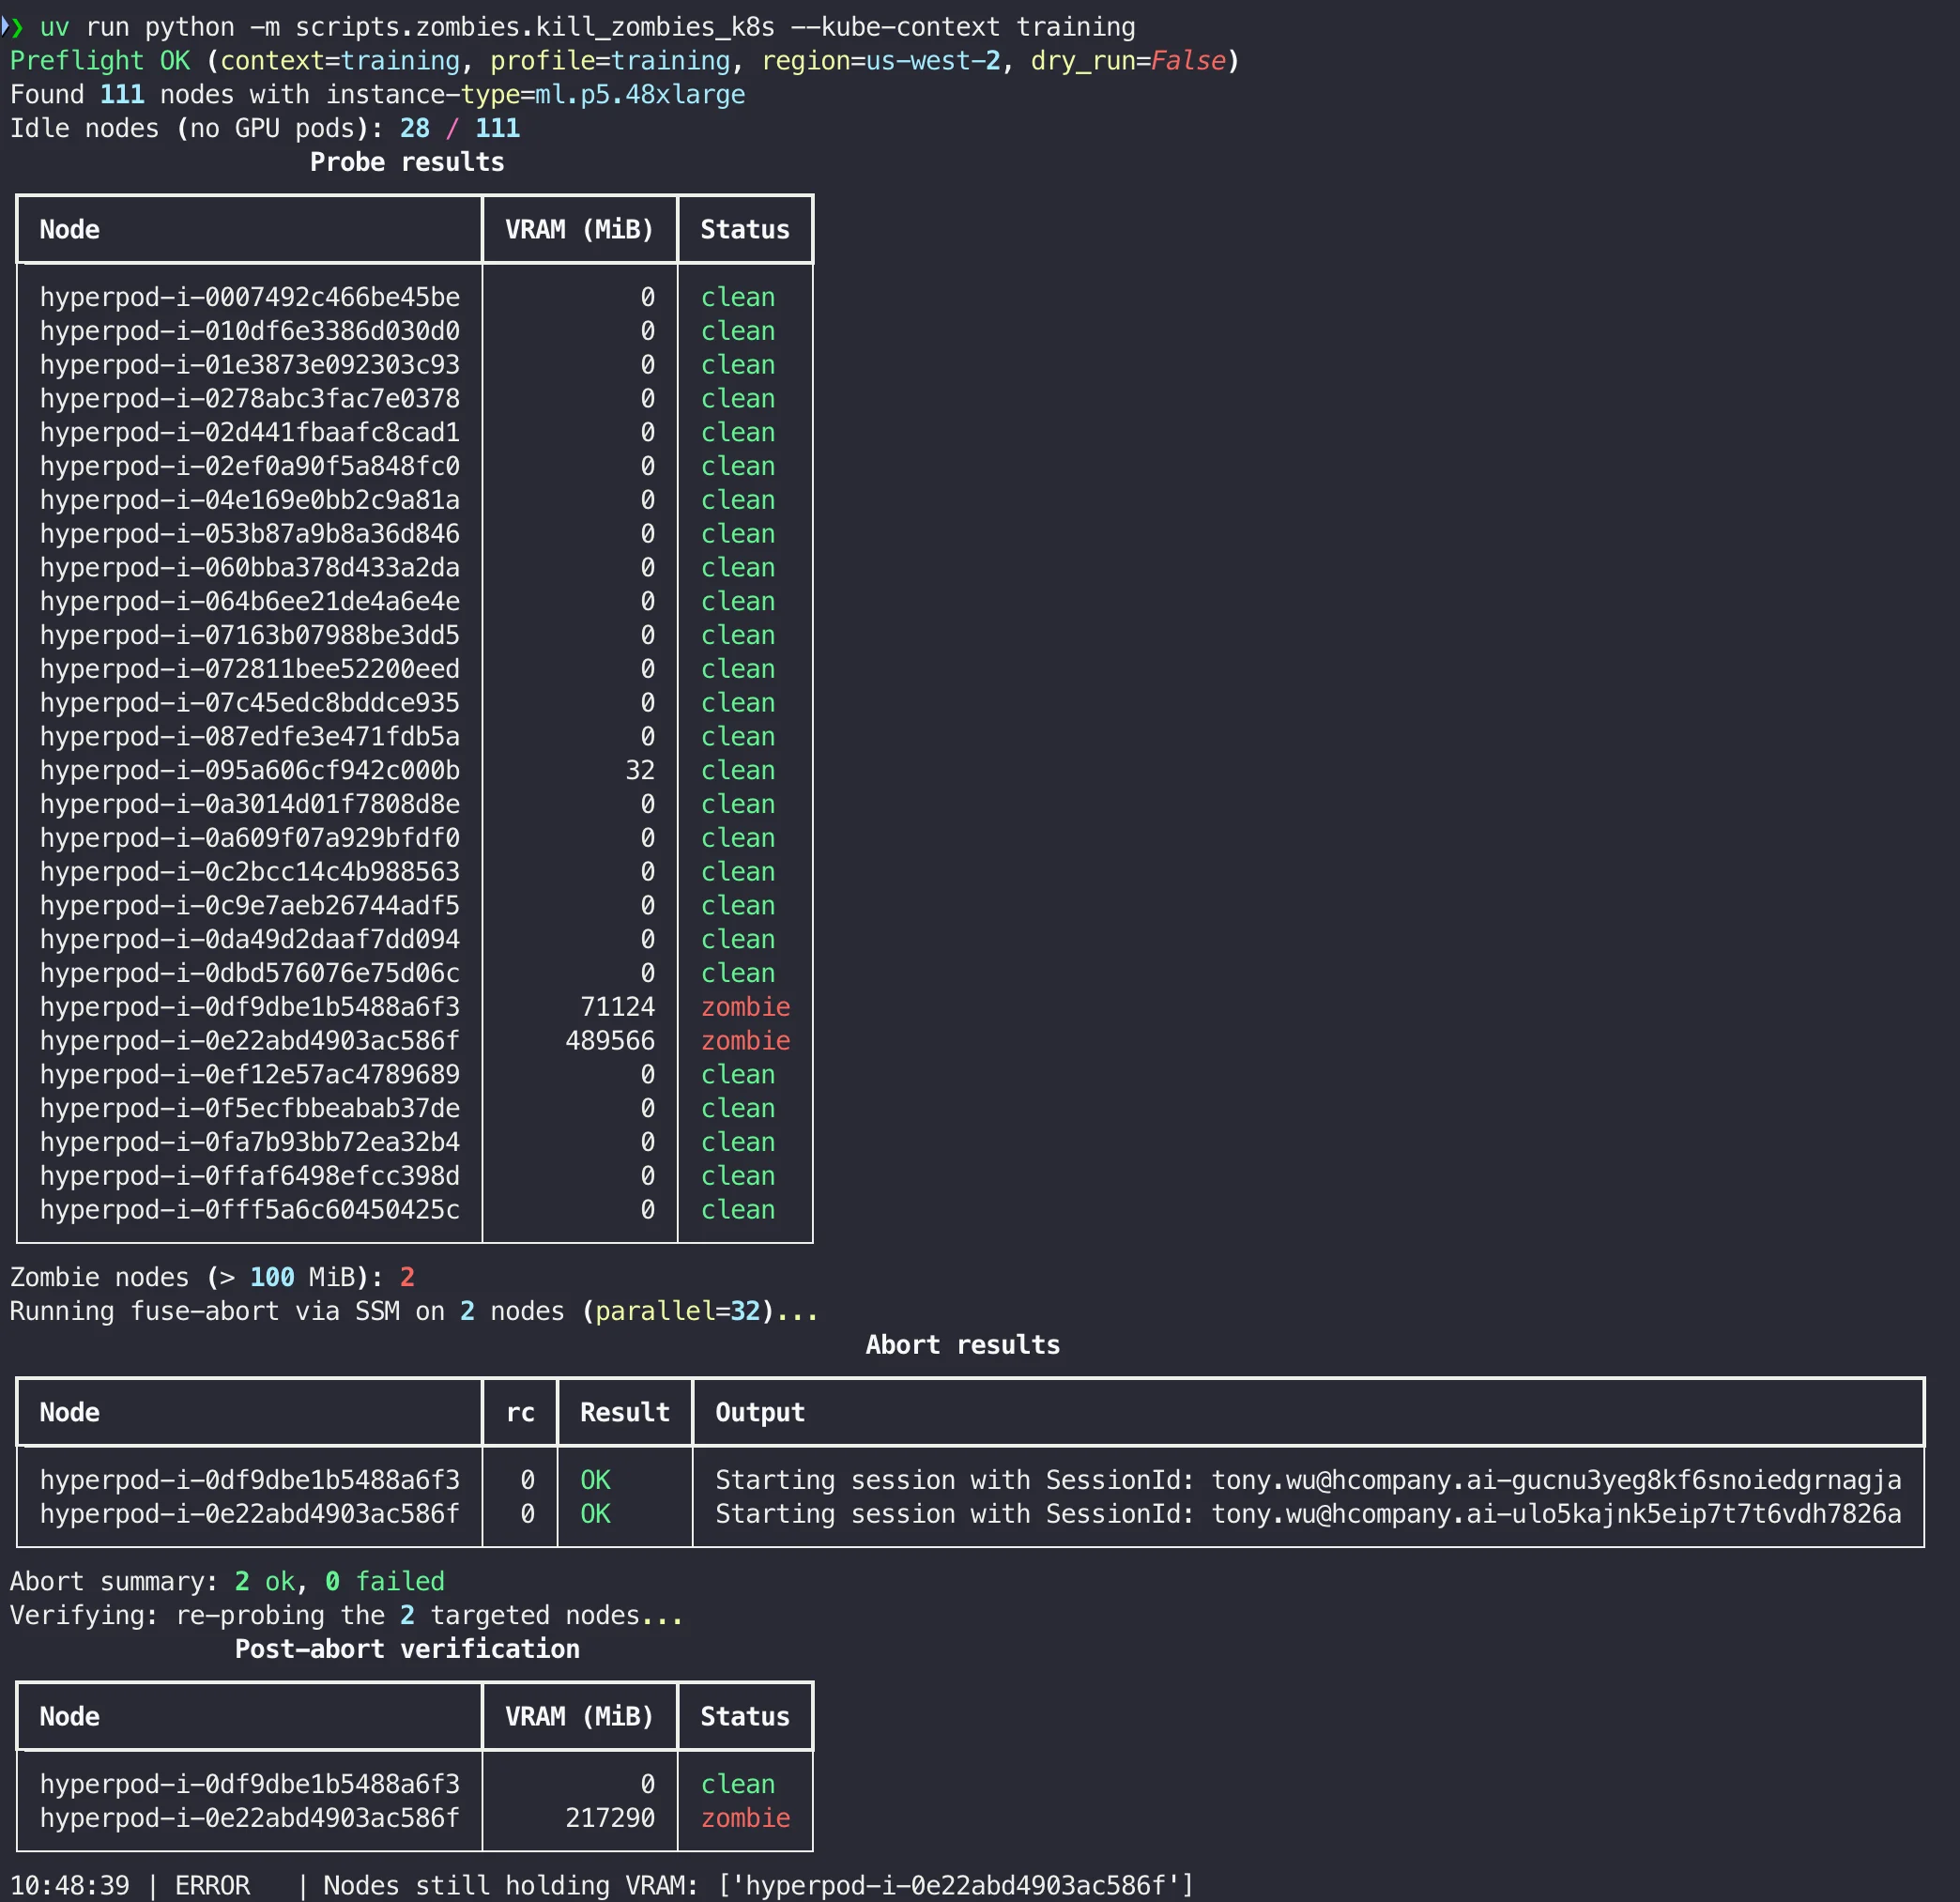 ❯ uv run python -m scripts.zombies.kill_zombies_k8s --kube-context training
Preflight OK (context=training, profile=training, region=us-west-2, dry_run=False)
Found 111 nodes with instance-type=ml.p5.48xlarge
Idle nodes (no GPU pods): 28 / 111
Probe results
Node VRAM (MiB) Status
hyperpod-i-0007492c466be45be 0 clean
hyperpod-i-010df6e3386d030d0 0 clean
hyperpod-i-01e3873e092303c93 0 clean
hyperpod-i-0278abc3fac7e0378 0 clean
hyperpod-i-02d441fbaafc8cad1 0 clean
hyperpod-i-02ef0a90f5a848fc0 0 clean
hyperpod-i-04e169e0bb2c9a81a 0 clean
hyperpod-i-053b87a9b8a36d846 0 clean
hyperpod-i-060bba378d433a2da 0 clean
hyperpod-i-064b6ee21de4a6e4e 0 clean
hyperpod-i-07163b07988be3dd5 0 clean
hyperpod-i-072811bee52200eed 0 clean
hyperpod-i-07c45edc8bddce935 0 clean
hyperpod-i-087edfe3e471fdb5a 0 clean
hyperpod-i-095a606cf942c000b 32 clean
hyperpod-i-0a3014d01f7808d8e 0 clean
hyperpod-i-0a609f07a929bfdf0 0 clean
hyperpod-i-0c2bcc14c4b988563 0 clean
hyperpod-i-0c9e7aeb26744adf5 0 clean
hyperpod-i-0da49d2daaf7dd094 0 clean
hyperpod-i-0dbd576076e75d06c 0 clean
hyperpod-i-0df9dbe1b5488a6f3 71124 zombie
hyperpod-i-0e22abd4903ac586f 489566 zombie
hyperpod-i-0ef12e57ac4789689 0 clean
hyperpod-i-0f5ecfbbeabab37de 0 clean
hyperpod-i-0fa7b93bb72ea32b4 0 clean
hyperpod-i-0ffaf6498efcc398d 0 clean
hyperpod-i-0fff5a6c60450425c 0 clean
Zombie nodes (> 100 MiB): 2
Running fuse-abort via SSM on 2 nodes (parallel=32)...
Abort results
Node rc Result Output
hyperpod-i-0df9dbe1b5488a6f3 0 OK Starting session with SessionId: tony.wu@hcompany.ai-gucnu3yeg8kf6snoiedgrnagja
hyperpod-i-0e22abd4903ac586f 0 OK Starting session with SessionId: tony.wu@hcompany.ai-ulo5kajnk5eip7t7t6vdh7826a
Abort summary: 2 ok, 0 failed
Verifying: re-probing the 2 targeted nodes...
Post-abort verification
Node VRAM (MiB) Status
hyperpod-i-0df9dbe1b5488a6f3 0 clean
hyperpod-i-0e22abd4903ac586f 217290 zombie
10:48:39 | ERROR | Nodes still holding VRAM: ['hyperpod-i-0e22abd4903ac586f']